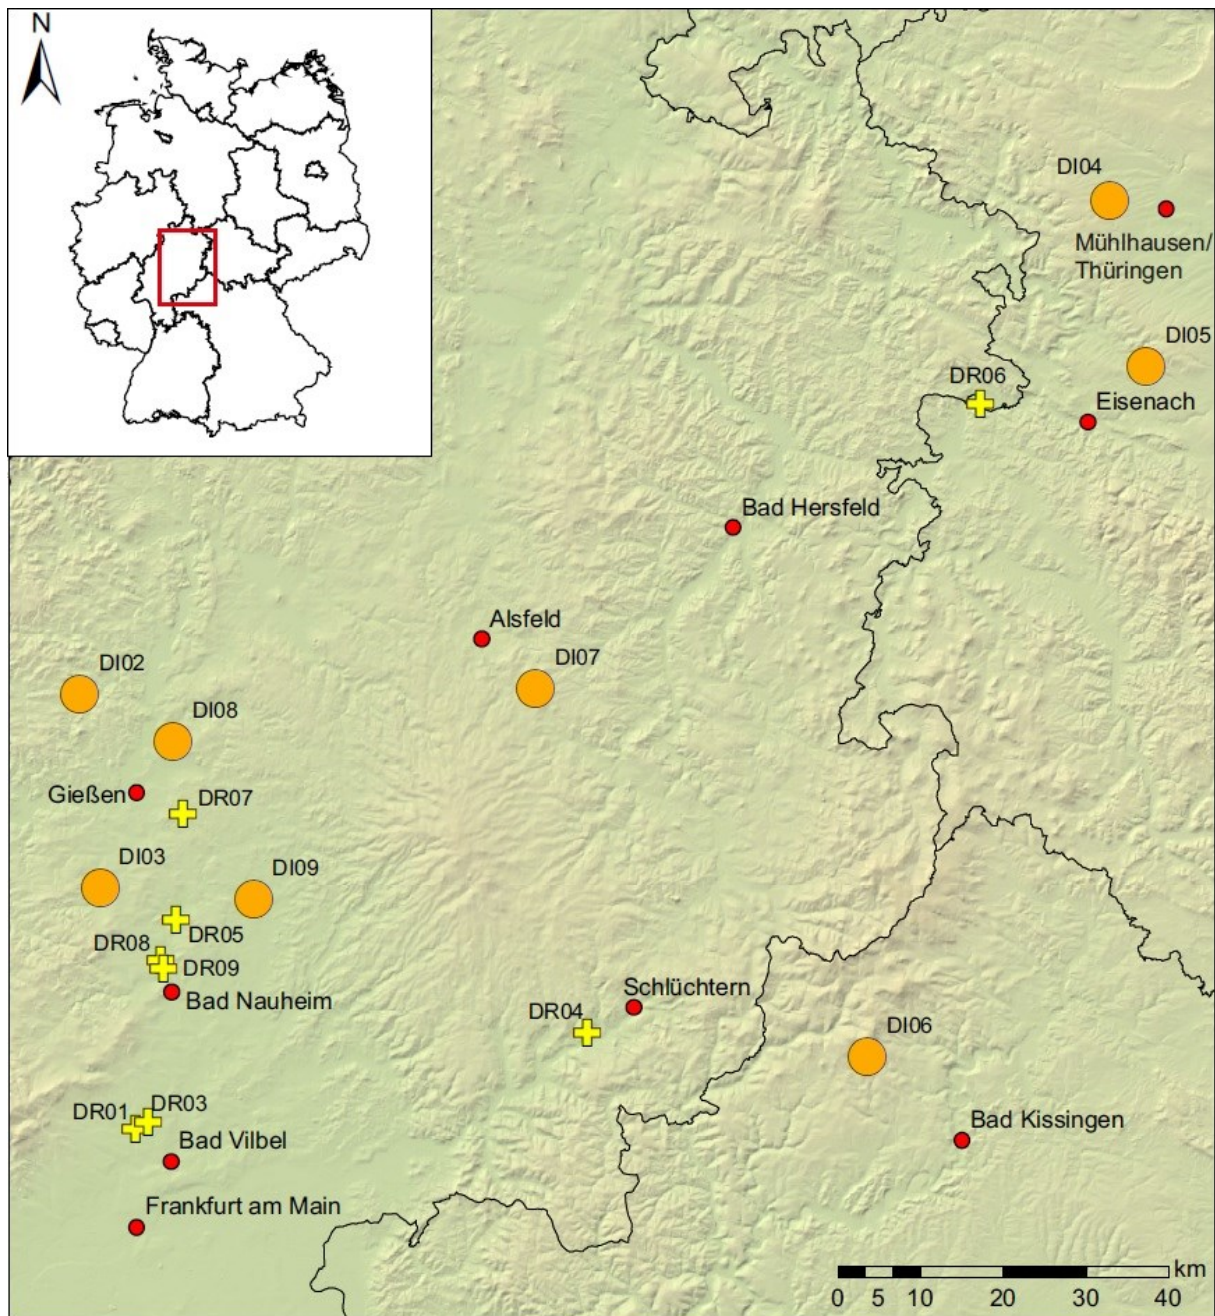 N
DI04
Mühlhausen/
Thüringen
DI05
DR06
Eisenach
Bad Hersfeld
Alsfeld
DI07
DI02
DI08
Gießen
DR07
DI03
DI09
DR05
DR08
DR09
Bad Nauheim
Schlüchtern
DR04
DI06
DR01
DR03
Bad Vilbel
Bad Kissingen
Frankfurt am Main
km
0 5 10 20 30 40